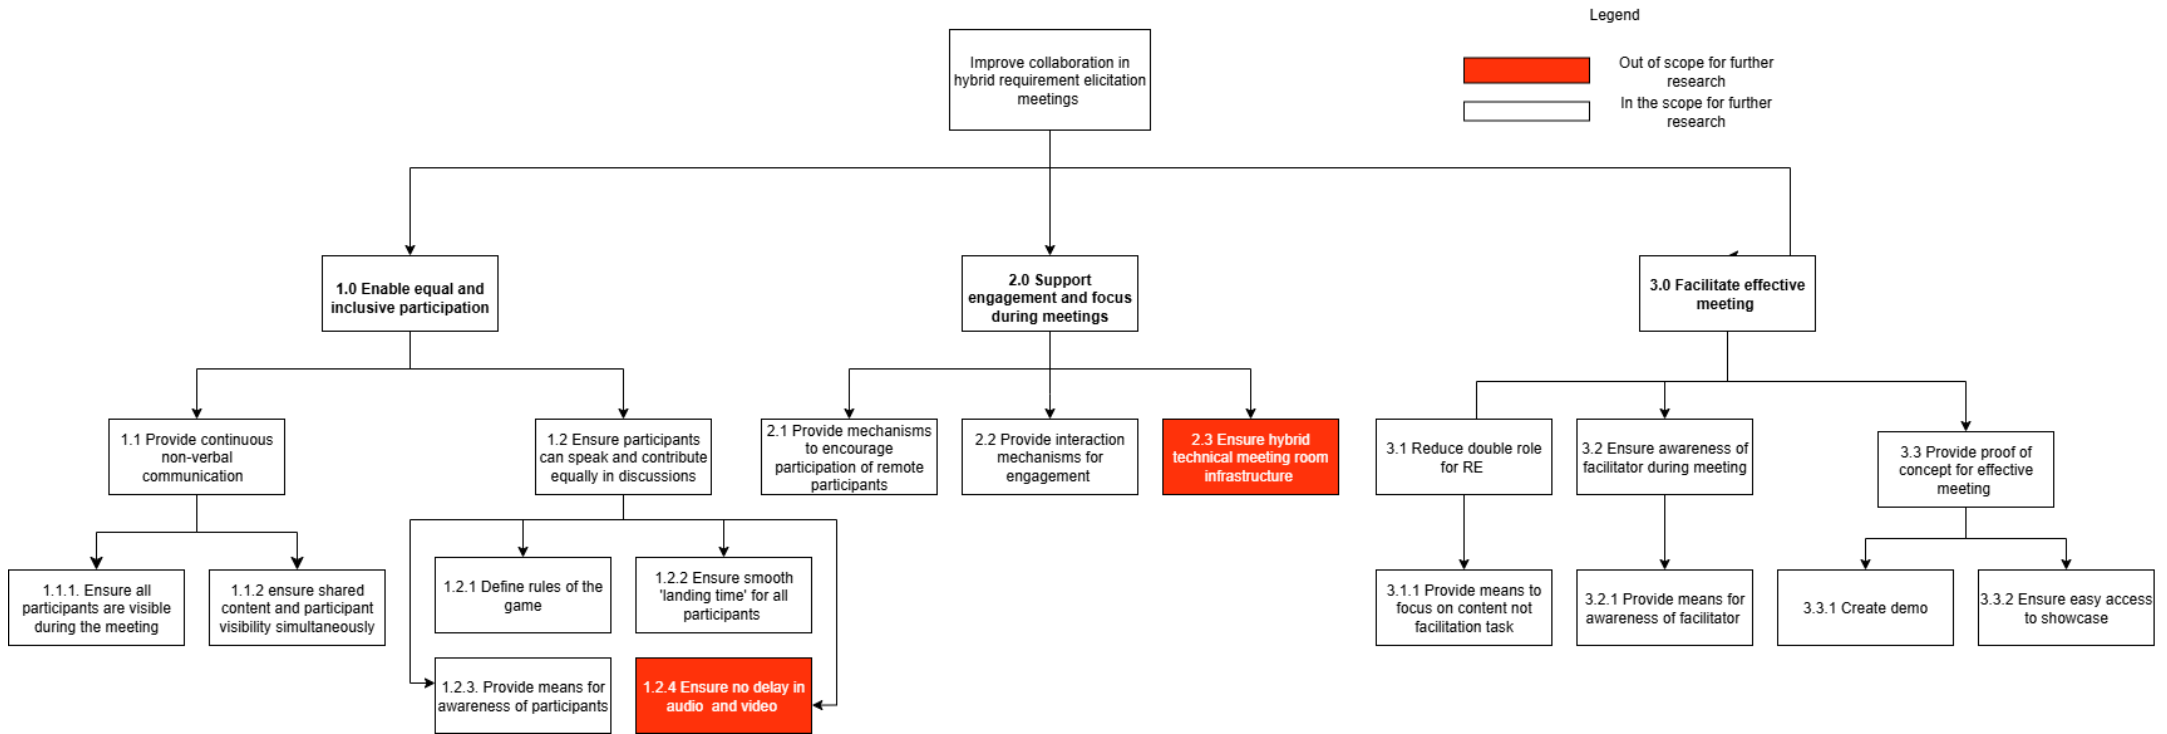 Legend
Improve collaboration in
hybrid requirement elicitation
meetings
Out of scope for further
research
In the scope for further
research
1.0 Enable equal and
inclusive participation
2.0 Support
engagement and focus
during meetings
3.0 Facilitate effective
meeting
1.1 Provide continuous
non-verbal
communication
1.2 Ensure participants
can speak and contribute
equally in discussions
2.1 Provide mechanisms
to encourage
participation of remote
participants
2.2 Provide interaction
mechanisms for
engagement
2.3 Ensure hybrid
technical meeting room
infrastructure
3.1 Reduce double role
for RE
3.2 Ensure awareness of
facilitator during meeting
3.3 Provide proof of
concept for effective
meeting
1.1.1. Ensure all
participants are visible
during the meeting
1.1.2 ensure shared
content and participant
visibility simultaneously
1.2.1 Define rules of the
game
1.2.2 Ensure smooth
'landing time' for all
participants
3.1.1 Provide means to
focus on content not
facilitation task
3.2.1 Provide means for
awareness of facilitator
3.3.1 Create demo
3.3.2 Ensure easy access
to showcase
1.2.3. Provide means for
awareness of participants
1.2.4 Ensure no delay in
audio  and video